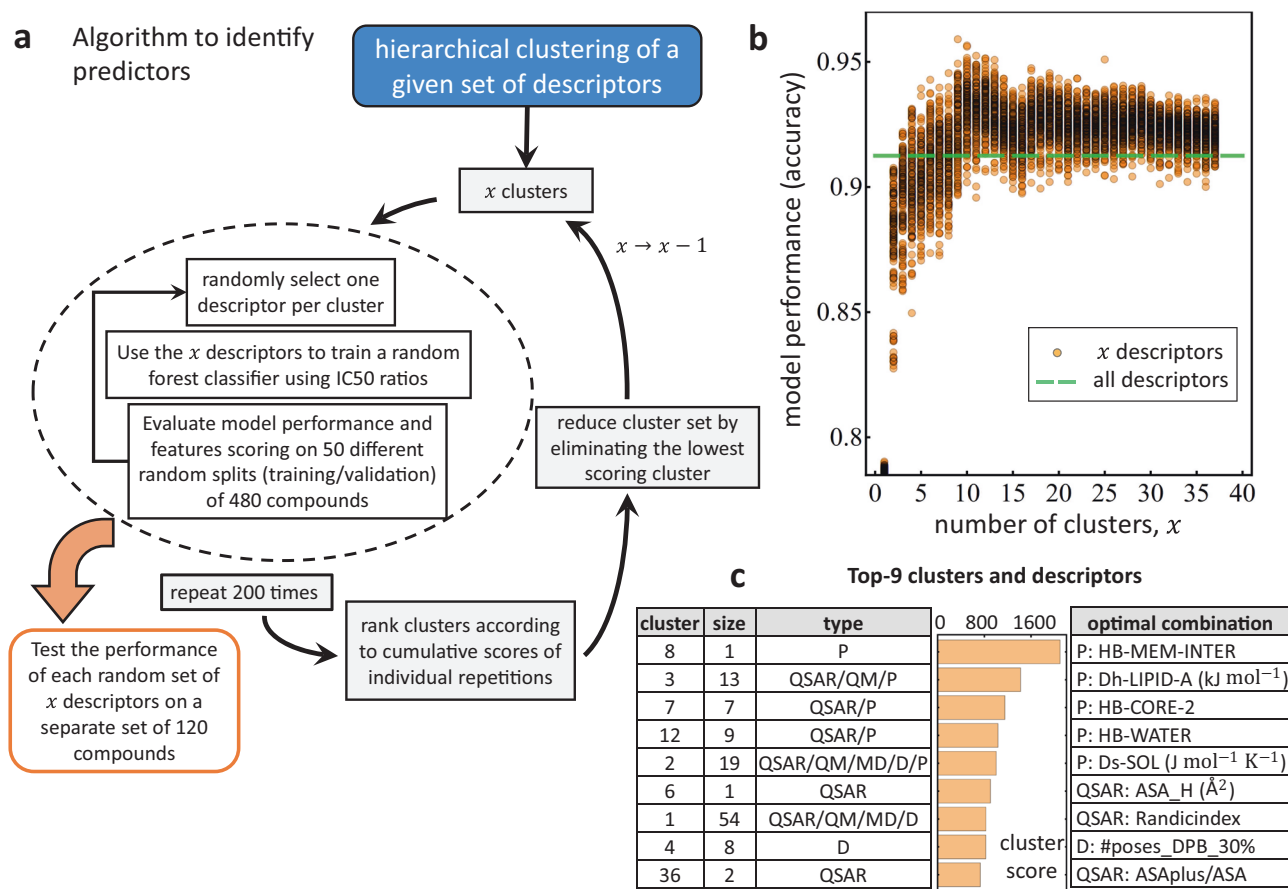 a
Algorithm to identify
predictors
hierarchical clustering of a
given set of descriptors
x clusters
x → x − 1
randomly select one
descriptor per cluster
Use the x descriptors to train a random
forest classifier using IC50 ratios
Evaluate model performance and
features scoring on 50 different
random splits (training/validation)
of 480 compounds
reduce cluster set by
eliminating the lowest
scoring cluster
repeat 200 times
rank clusters according
to cumulative scores of
individual repetitions
Test the performance
of each random set of
x descriptors on a
separate set of 120
compounds
b
model performance (accuracy)
0.95
0.9
0.85
0.8
x descriptors
all descriptors
0 5 10 15 20 25 30 35 40
number of clusters, x
c
Top-9 clusters and descriptors
cluster size type 0 800 1600 optimal combination
8 1 P P: HB-MEM-INTER
3 13 QSAR/QM/P P: Dh-LIPID-A (kJ mol⁻¹)
7 7 QSAR/P P: HB-CORE-2
12 9 QSAR/P P: HB-WATER
2 19 QSAR/QM/MD/D/P P: Ds-SOL (J mol⁻¹ K⁻¹)
6 1 QSAR QSAR: ASA_H (Å²)
1 54 QSAR/QM/MD/D QSAR: Randicindex
4 8 D D: #poses_DPB_30%
36 2 QSAR QSAR: ASAplus/ASA
cluster
score